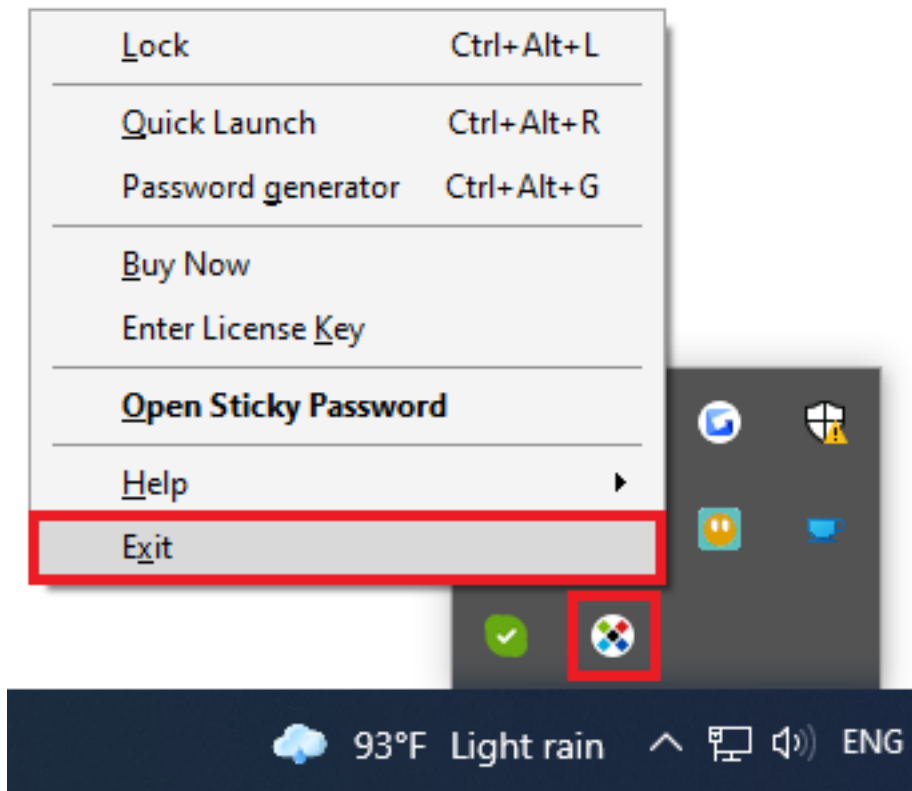 Lock Ctrl+Alt+L
Quick Launch Ctrl+Alt+R
Password generator Ctrl+Alt+G
Buy Now
Enter License Key
Open Sticky Password
Help
Exit
93°F Light rain ENG